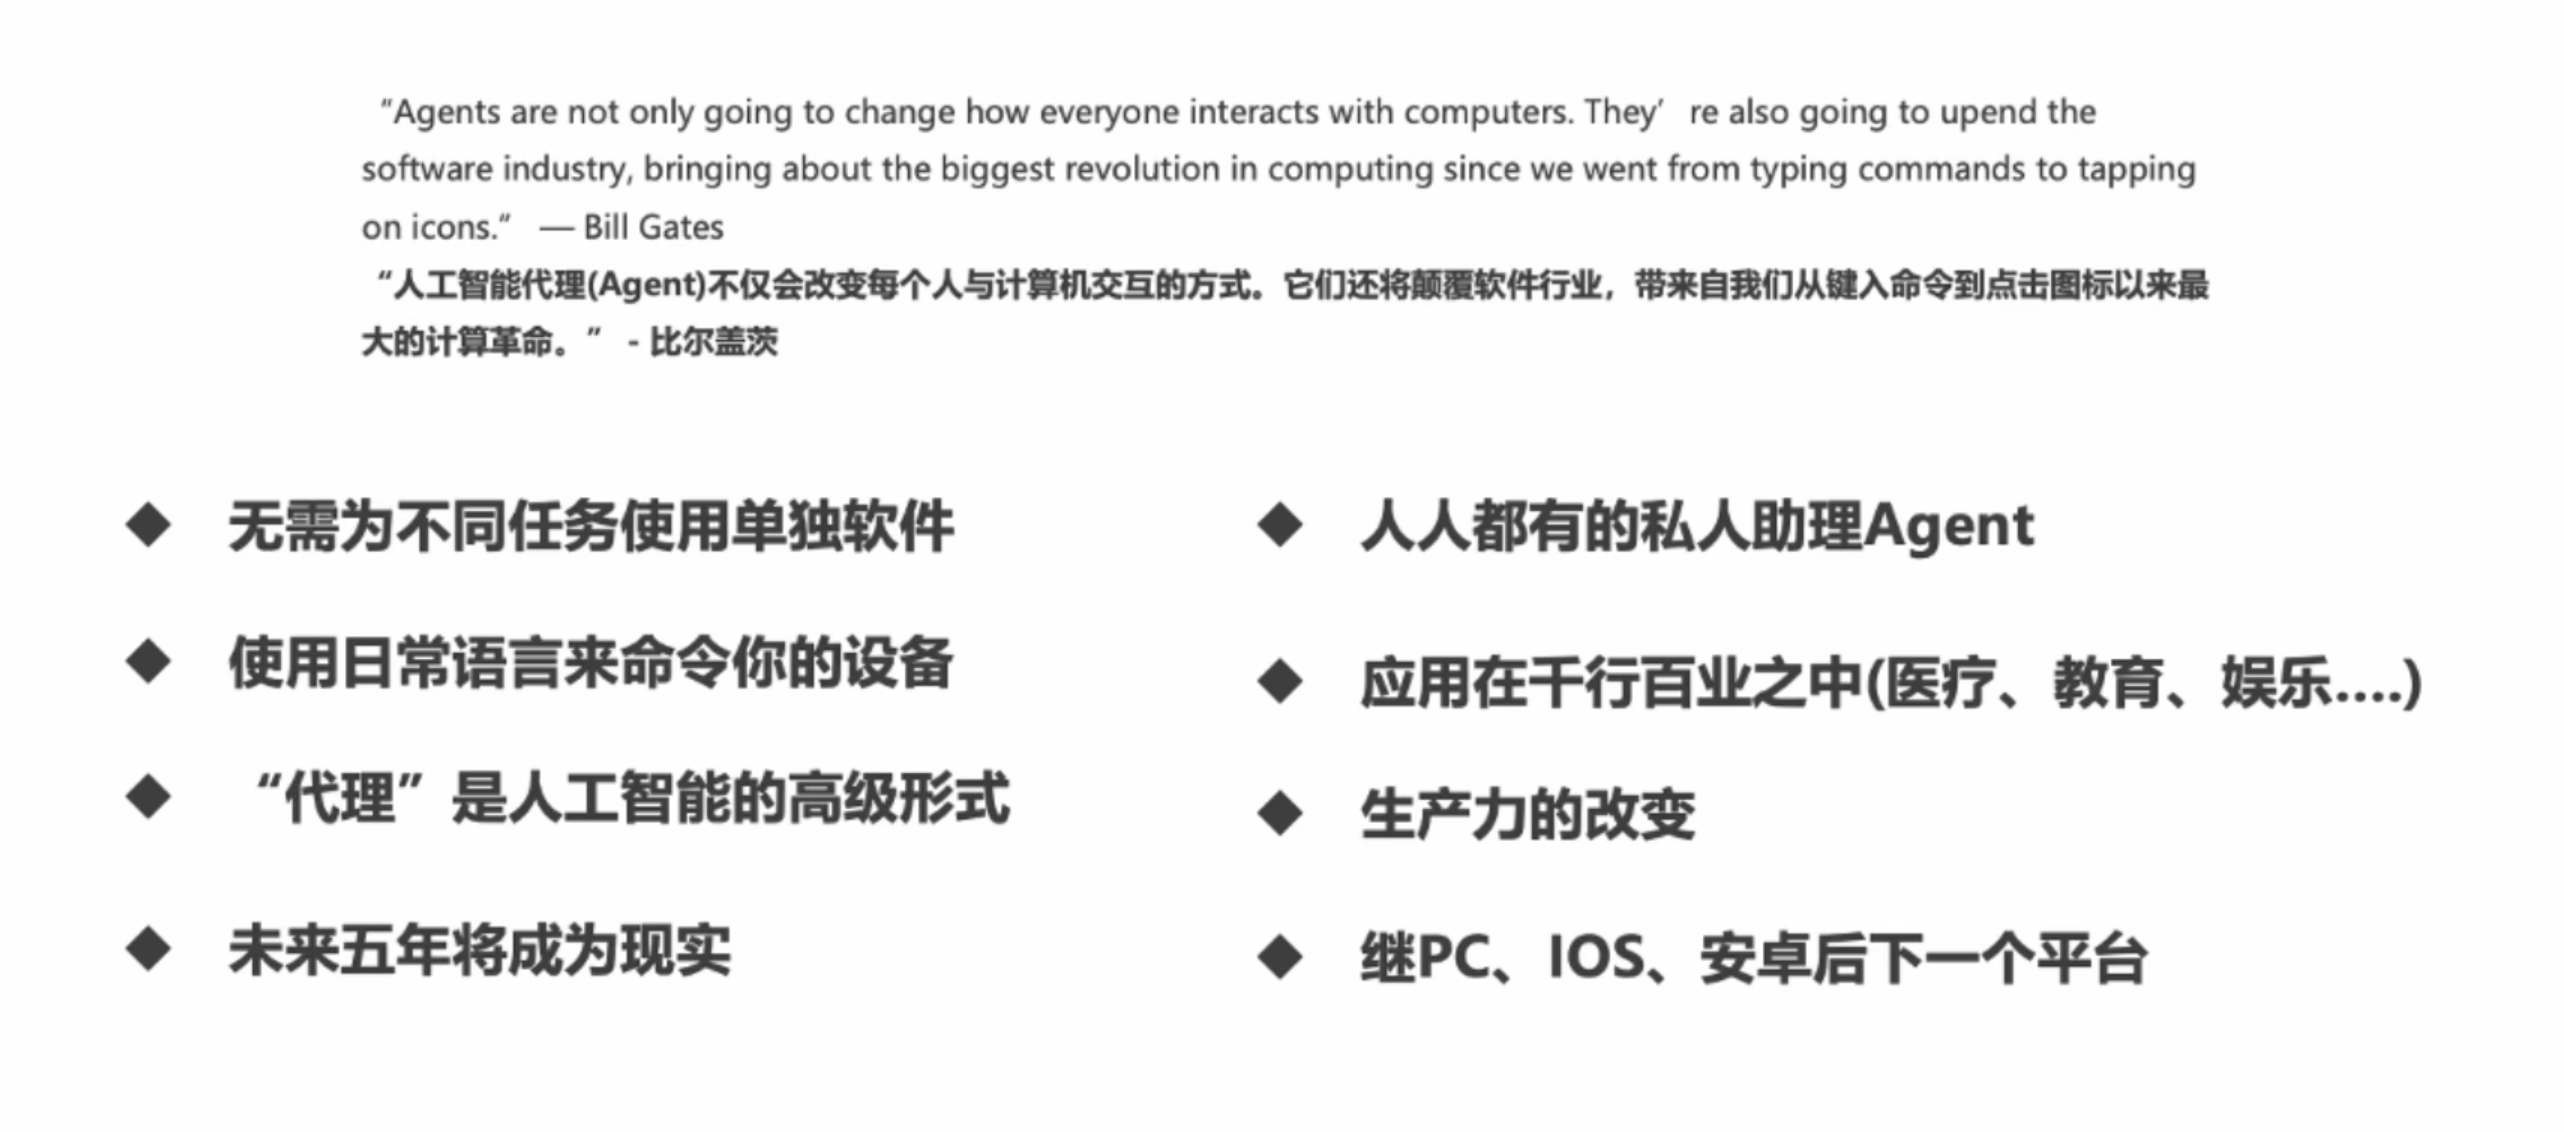 “Agents are not only going to change how everyone interacts with computers. They’ re also going to upend the
software industry, bringing about the biggest revolution in computing since we went from typing commands to tapping
on icons.“ — Bill Gates
“人工智能代理(Agent)不仅会改变每个人与计算机交互的方式。它们还将颠覆软件行业，带来自我们从键入命令到点击图标以来最
大的计算革命。” - 比尔盖茨
◆ 无需为不同任务使用单独软件
◆ 使用日常语言来命令你的设备
◆ “代理”是人工智能的高级形式
◆ 未来五年将成为现实
◆ 人人都有的私人助理Agent
◆ 应用在千行百业之中(医疗、教育、娱乐....)
◆ 生产力的改变
◆ 继PC、IOS、安卓后下一个平台